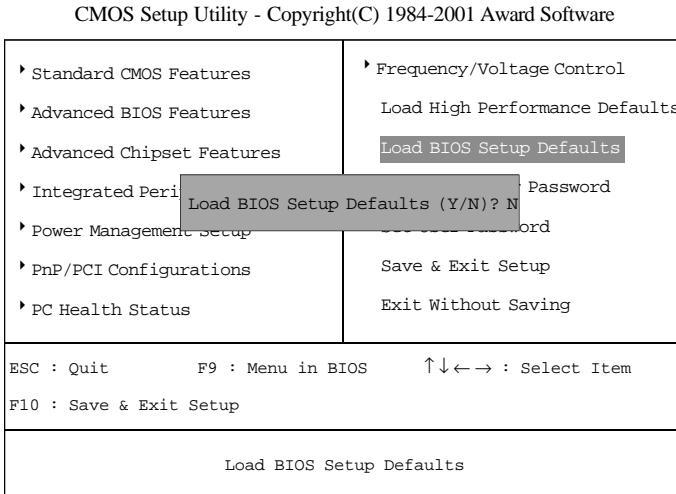 CMOS Setup Utility - Copyright(C) 1984-2001 Award Software
Standard CMOS Features
Advanced BIOS Features
Advanced Chipset Features
Integrated Peri
Power Management Setup
PnP/PCI Configurations
PC Health Status
Frequency/Voltage Control
Load High Performance Defaults
Load BIOS Setup Defaults
Password
Set User Password
Save & Exit Setup
Exit Without Saving
Load BIOS Setup Defaults (Y/N)? N
ESC : Quit F9 : Menu in BIOS ↑↓←→ : Select Item
F10 : Save & Exit Setup
Load BIOS Setup Defaults